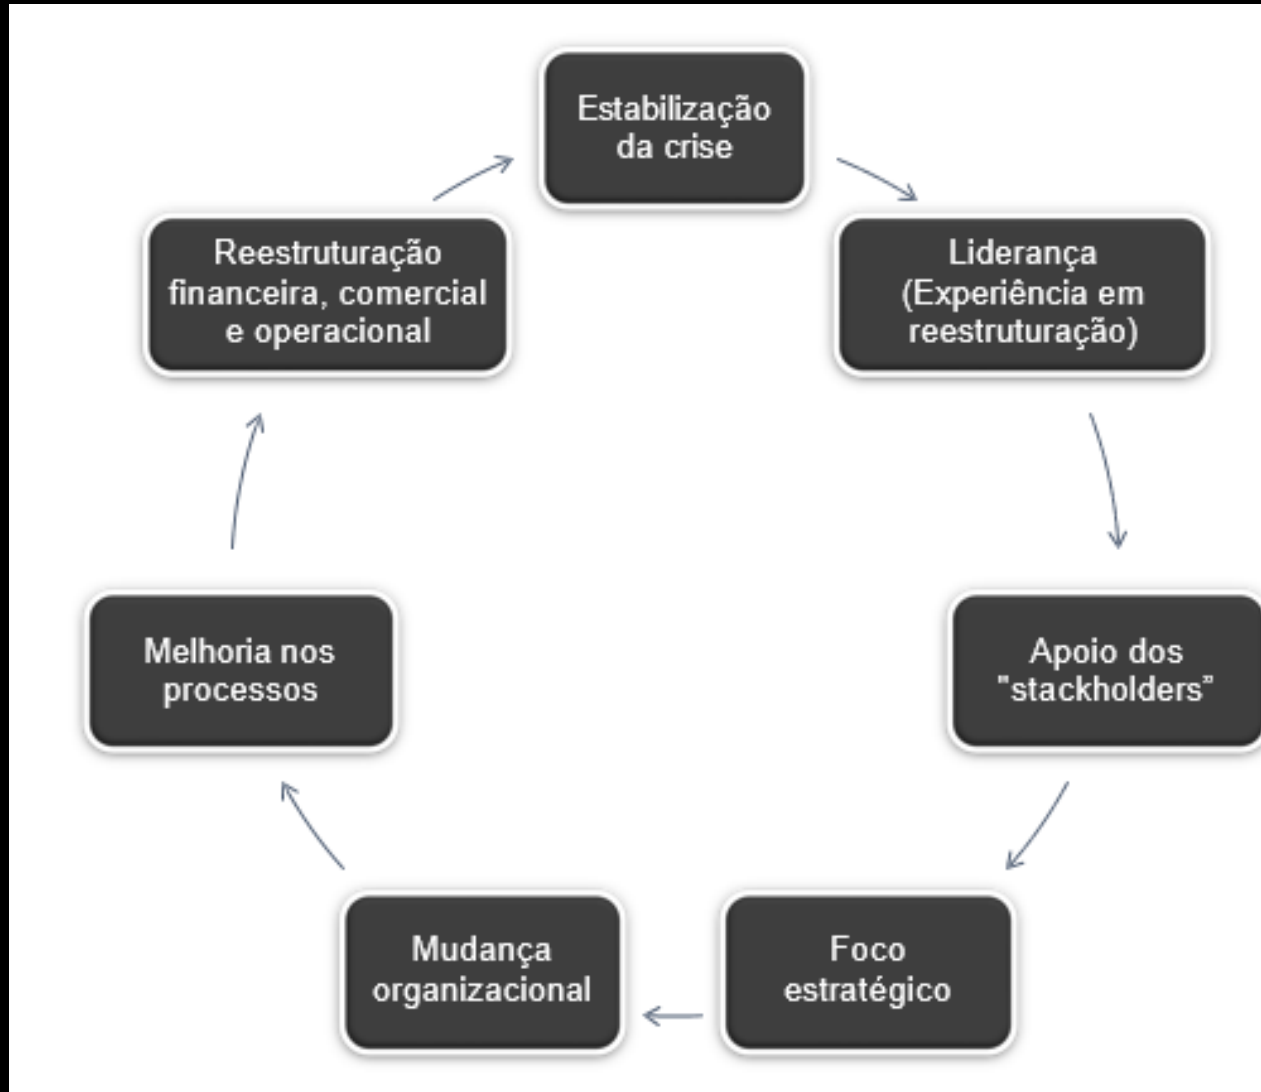 Estabilização
da crise
Liderança
(Experiência em
reestruturação)
Apoio dos
"stackholders”
Foco
estratégico
Mudança
organizacional
Melhoria nos
processos
Reestruturação
financeira, comercial
e operacional